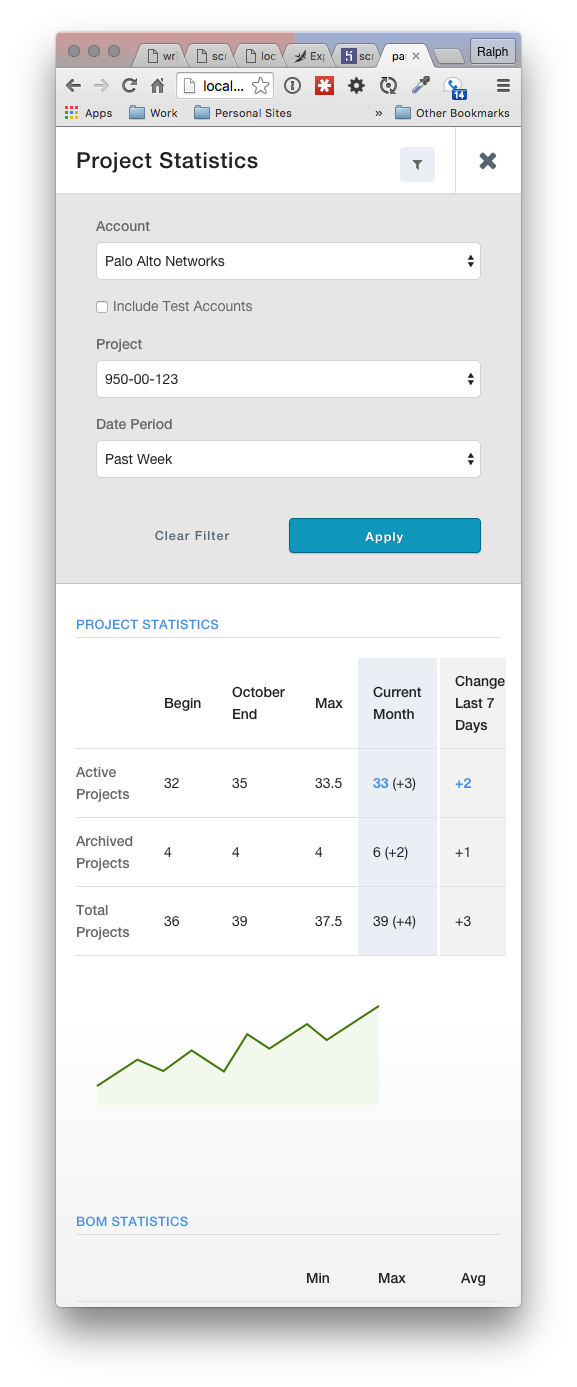 wr scr loc Exp scr pa Ralph
local...
14
Apps Work Personal Sites » Other Bookmarks
Project Statistics
Account
Palo Alto Networks
Include Test Accounts
Project
950-00-123
Date Period
Past Week
Clear Filter Apply
PROJECT STATISTICS
Begin October End Max Current Month Change Last 7 Days
Active Projects 32 35 33.5 33 (+3) +2
Archived Projects 4 4 4 6 (+2) +1
Total Projects 36 39 37.5 39 (+4) +3
BOM STATISTICS
Min Max Avg